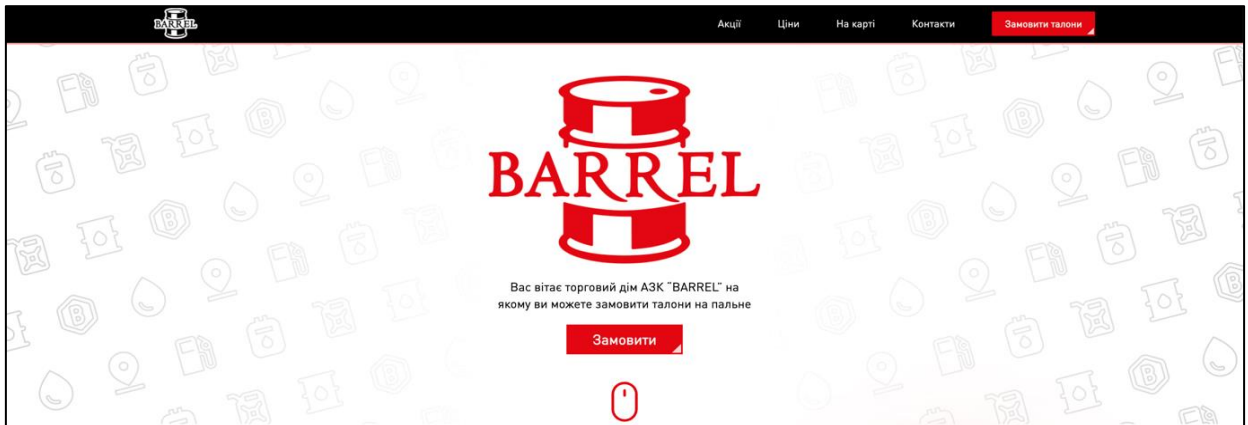 BARREL
Акції Ціни На карті Контакти Замовити талони
BARREL
Вас вітає торговий дім АЗК "BARREL" на
якому ви можете замовити талони на пальне
Замовити